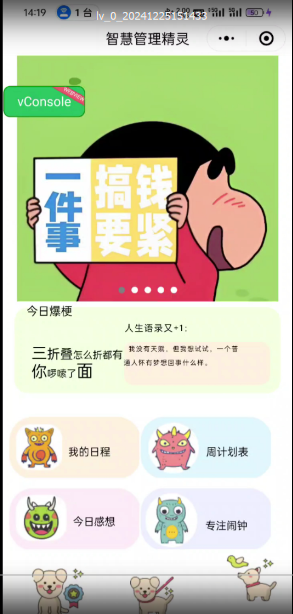 14:19
1 台
lv_0_20241225151433
智慧管理精灵
vConsole
一件事
搞钱
要紧
今日爆梗
人生语录又+1:
三折叠怎么折都有
你啰嗦了面
我没有天赋，但我想试试，一个普
通人怀有梦想回事什么样。
我的日程
周计划表
今日感想
专注闹钟